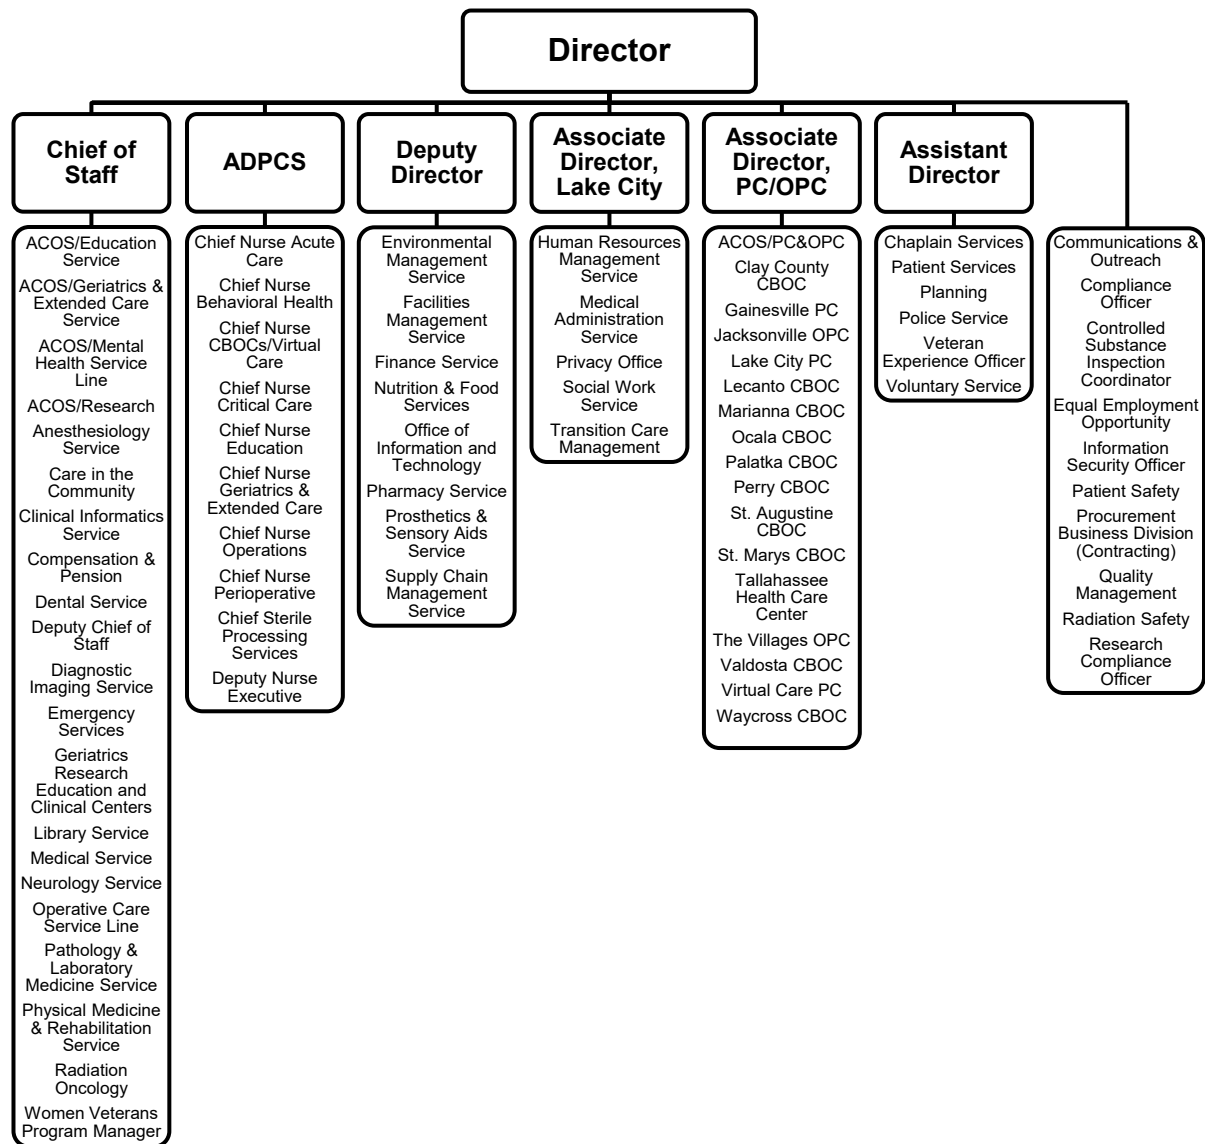 Director
Chief of
Staff
ADPCS
Deputy
Director
Associate
Director,
Lake City
Associate
Director,
PC/OPC
Assistant
Director
ACOS/Education
Service
ACOS/Geriatrics &
Extended Care
Service
ACOS/Mental
Health Service
Line
ACOS/Research
Anesthesiology
Service
Care in the
Community
Clinical Informatics
Service
Compensation &
Pension
Dental Service
Deputy Chief of
Staff
Diagnostic
Imaging Service
Emergency
Services
Geriatrics
Research
Education and
Clinical Centers
Library Service
Medical Service
Neurology Service
Operative Care
Service Line
Pathology &
Laboratory
Medicine Service
Physical Medicine
& Rehabilitation
Service
Radiation
Oncology
Women Veterans
Program Manager
Chief Nurse Acute
Care
Chief Nurse
Behavioral Health
Chief Nurse
CBOCs/Virtual
Care
Chief Nurse
Critical Care
Chief Nurse
Education
Chief Nurse
Geriatrics &
Extended Care
Chief Nurse
Operations
Chief Nurse
Perioperative
Chief Sterile
Processing
Services
Deputy Nurse
Executive
Environmental
Management
Service
Facilities
Management
Service
Finance Service
Nutrition & Food
Services
Office of
Information and
Technology
Pharmacy Service
Prosthetics &
Sensory Aids
Service
Supply Chain
Management
Service
Human Resources
Management
Service
Medical
Administration
Service
Privacy Office
Social Work
Service
Transition Care
Management
ACOS/PC&OPC
Clay County
CBOC
Gainesville PC
Jacksonville OPC
Lake City PC
Lecanto CBOC
Marianna CBOC
Ocala CBOC
Palatka CBOC
Perry CBOC
St. Augustine
CBOC
St. Marys CBOC
Tallahassee
Health Care
Center
The Villages OPC
Valdosta CBOC
Virtual Care PC
Waycross CBOC
Chaplain Services
Patient Services
Planning
Police Service
Veteran
Experience Officer
Voluntary Service
Communications &
Outreach
Compliance
Officer
Controlled
Substance
Inspection
Coordinator
Equal Employment
Opportunity
Information
Security Officer
Patient Safety
Procurement
Business Division
(Contracting)
Quality
Management
Radiation Safety
Research
Compliance
Officer